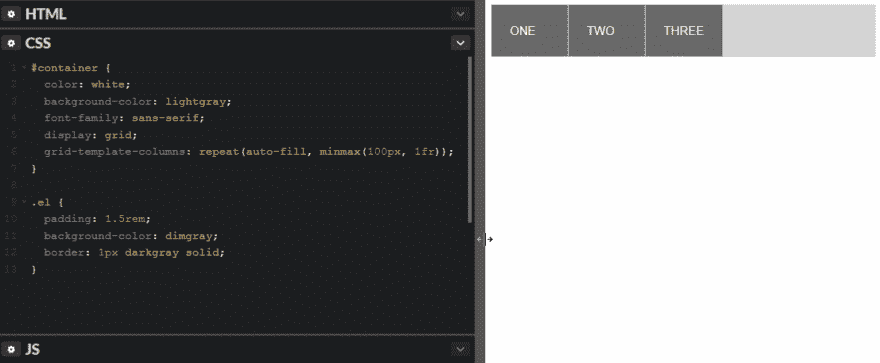 HTML
CSS
1 #container {
2 color: white;
3 background-color: lightgray;
4 font-family: sans-serif;
5 display: grid;
6 grid-template-columns: repeat(auto-fill, minmax(100px, 1fr));
7 }
8
9 .el {
10 padding: 1.5rem;
11 background-color: dimgray;
12 border: 1px darkgray solid;
13 }
JS
ONE TWO THREE